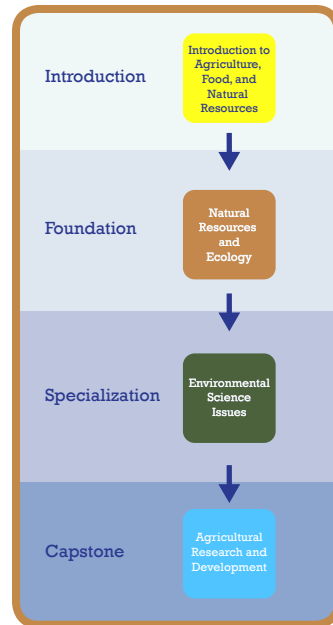 Introduction
Introduction to
Agriculture,
Food, and
Natural
Resources
Foundation
Natural
Resources
and
Ecology
Specialization
Environmental
Science
Issues
Capstone
Agricultural
Research and
Development